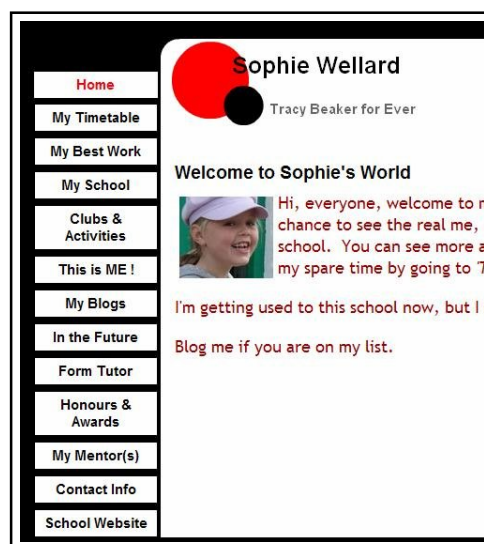 Sophie Wellard
Tracy Beaker for Ever
Home
My Timetable
My Best Work
My School
Clubs &
Activities
This is ME !
My Blogs
In the Future
Form Tutor
Honours &
Awards
My Mentor(s)
Contact Info
School Website
Welcome to Sophie's World
Hi, everyone, welcome to
chance to see the real me,
school. You can see more
my spare time by going to
I'm getting used to this school now, but I
Blog me if you are on my list.